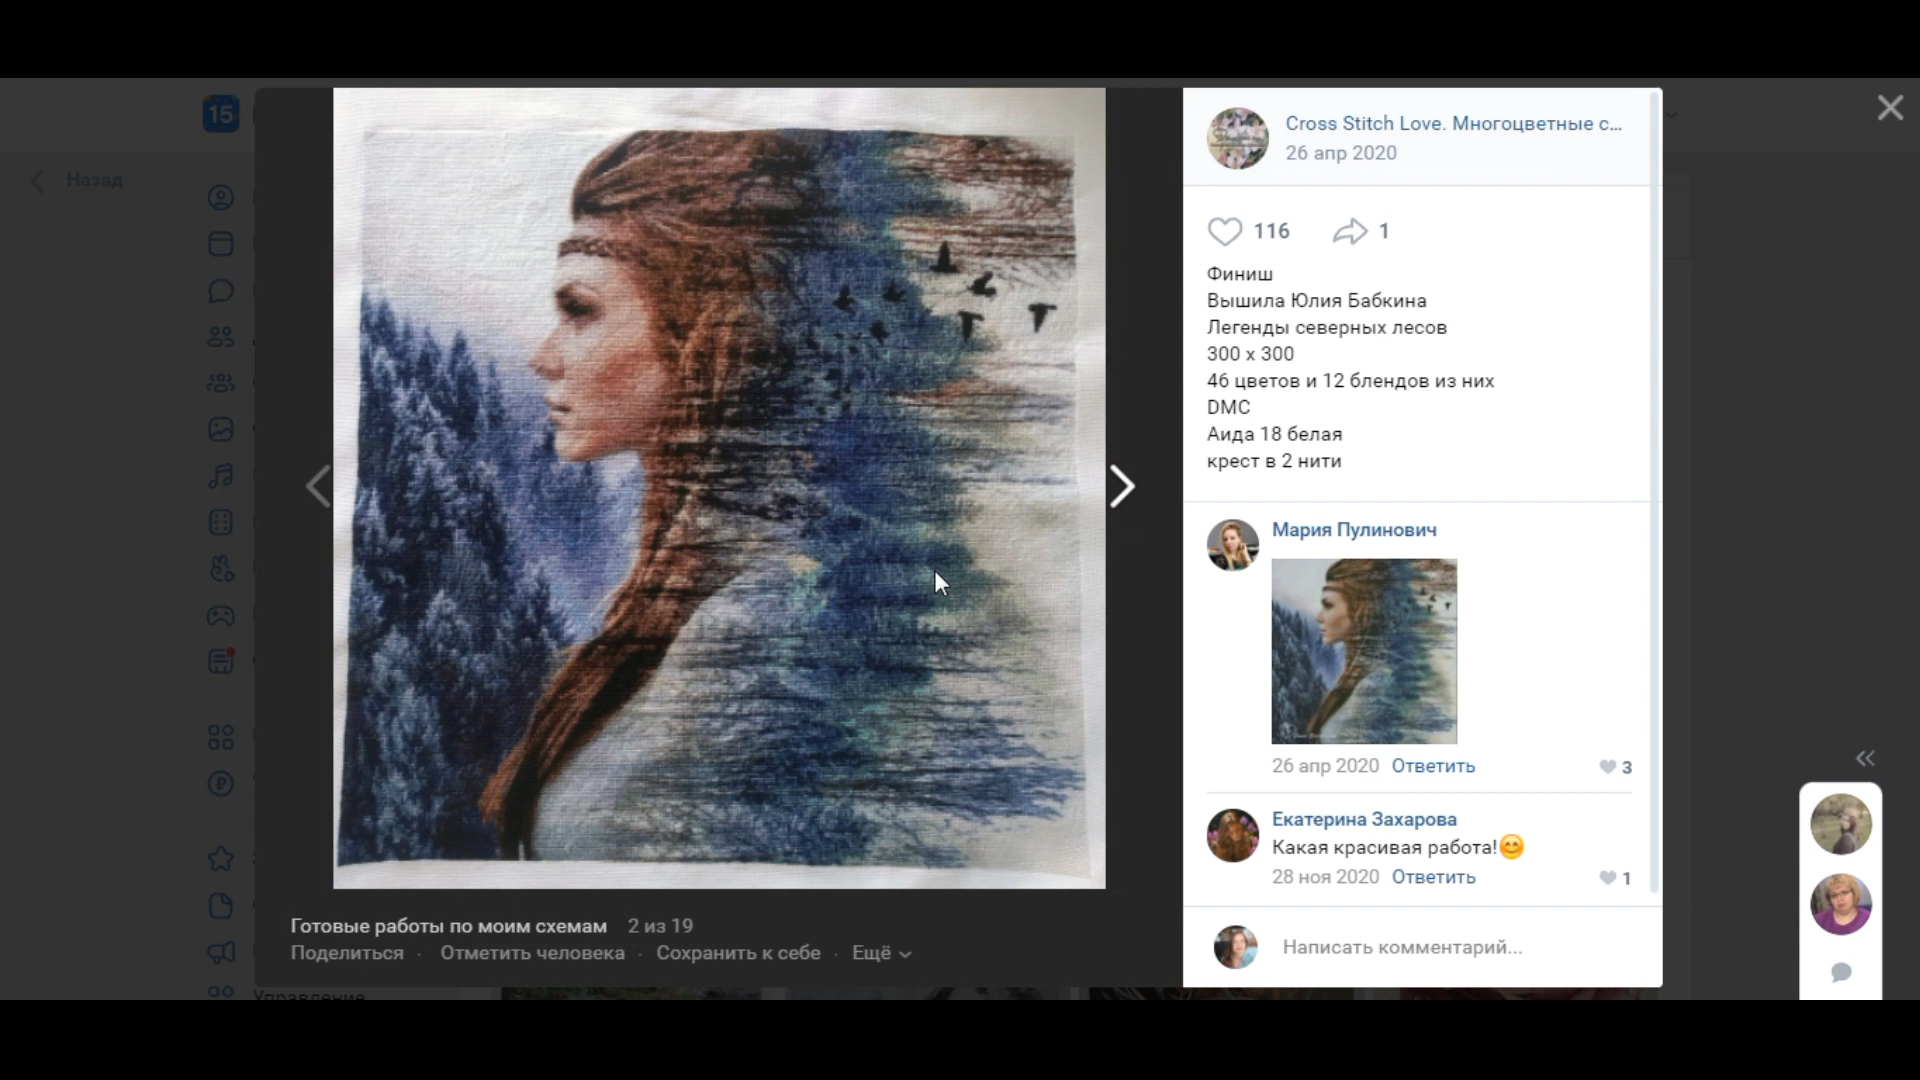 15
Назад
Cross Stitch Love. Многоцветные с...
26 апр 2020
116
1
Финиш
Вышила Юлия Бабкина
Легенды северных лесов
300 x 300
46 цветов и 12 блендов из них
DMC
Аида 18 белая
крест в 2 нити
Мария Пулинович
26 апр 2020 Ответить
3
Екатерина Захарова
Какая красивая работа!😊
28 ноя 2020 Ответить
1
Написать комментарий...
Готовые работы по моим схемам 2 из 19
Поделиться · Отметить человека · Сохранить к себе · Ещё
Управление